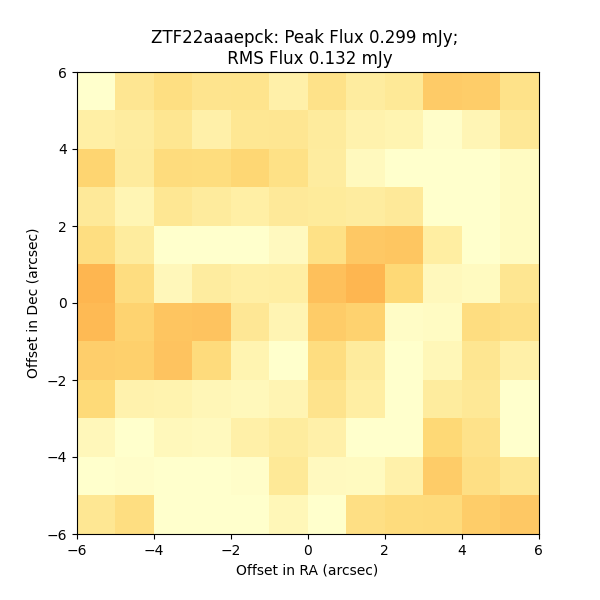 ZTF22aaaepck: Peak Flux 0.299 mJy;
RMS Flux 0.132 mJy
6
4
2
0
−2
−4
−6
Offset in Dec (arcsec)
−6 −4 −2 0 2 4 6
Offset in RA (arcsec)